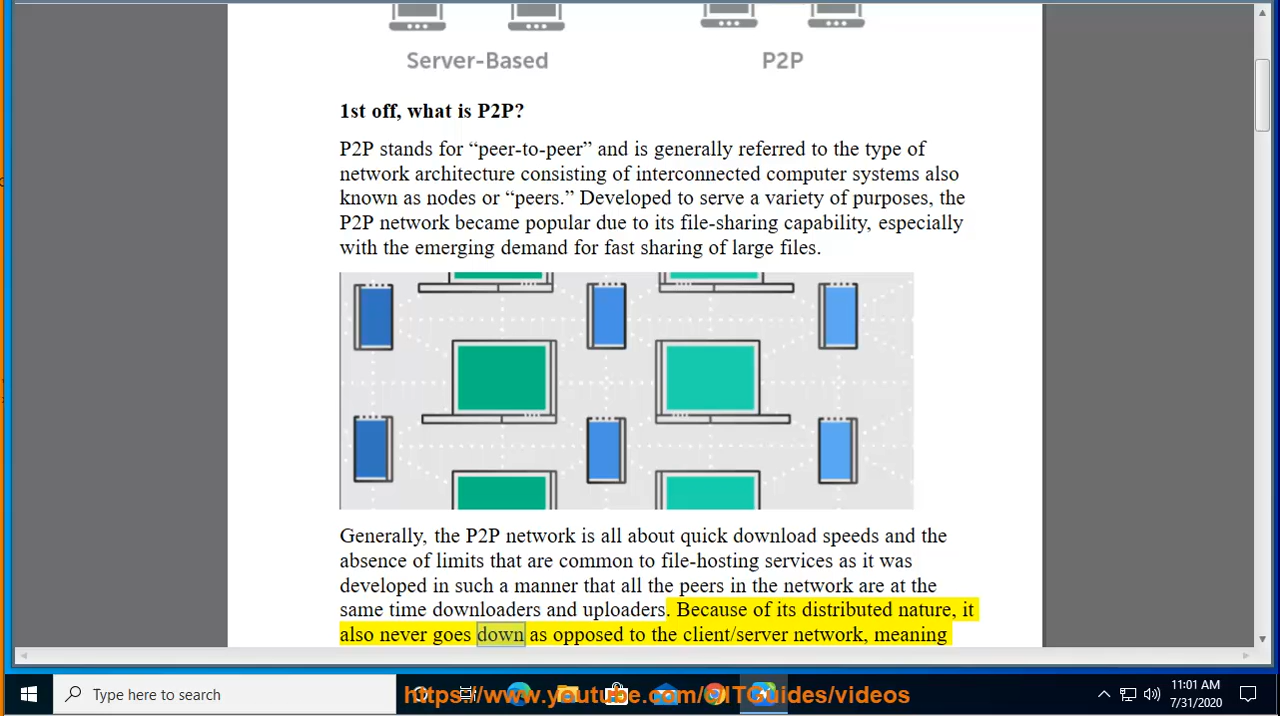 Server-Based P2P
1st off, what is P2P?
P2P stands for “peer-to-peer” and is generally referred to the type of
network architecture consisting of interconnected computer systems also
known as nodes or “peers.” Developed to serve a variety of purposes, the
P2P network became popular due to its file-sharing capability, especially
with the emerging demand for fast sharing of large files.
Generally, the P2P network is all about quick download speeds and the
absence of limits that are common to file-hosting services as it was
developed in such a manner that all the peers in the network are at the
same time downloaders and uploaders. Because of its distributed nature, it
also never goes down as opposed to the client/server network, meaning
Type here to search
https://www.youtube.com/c/ITGuides/videos
11:01 AM
7/31/2020